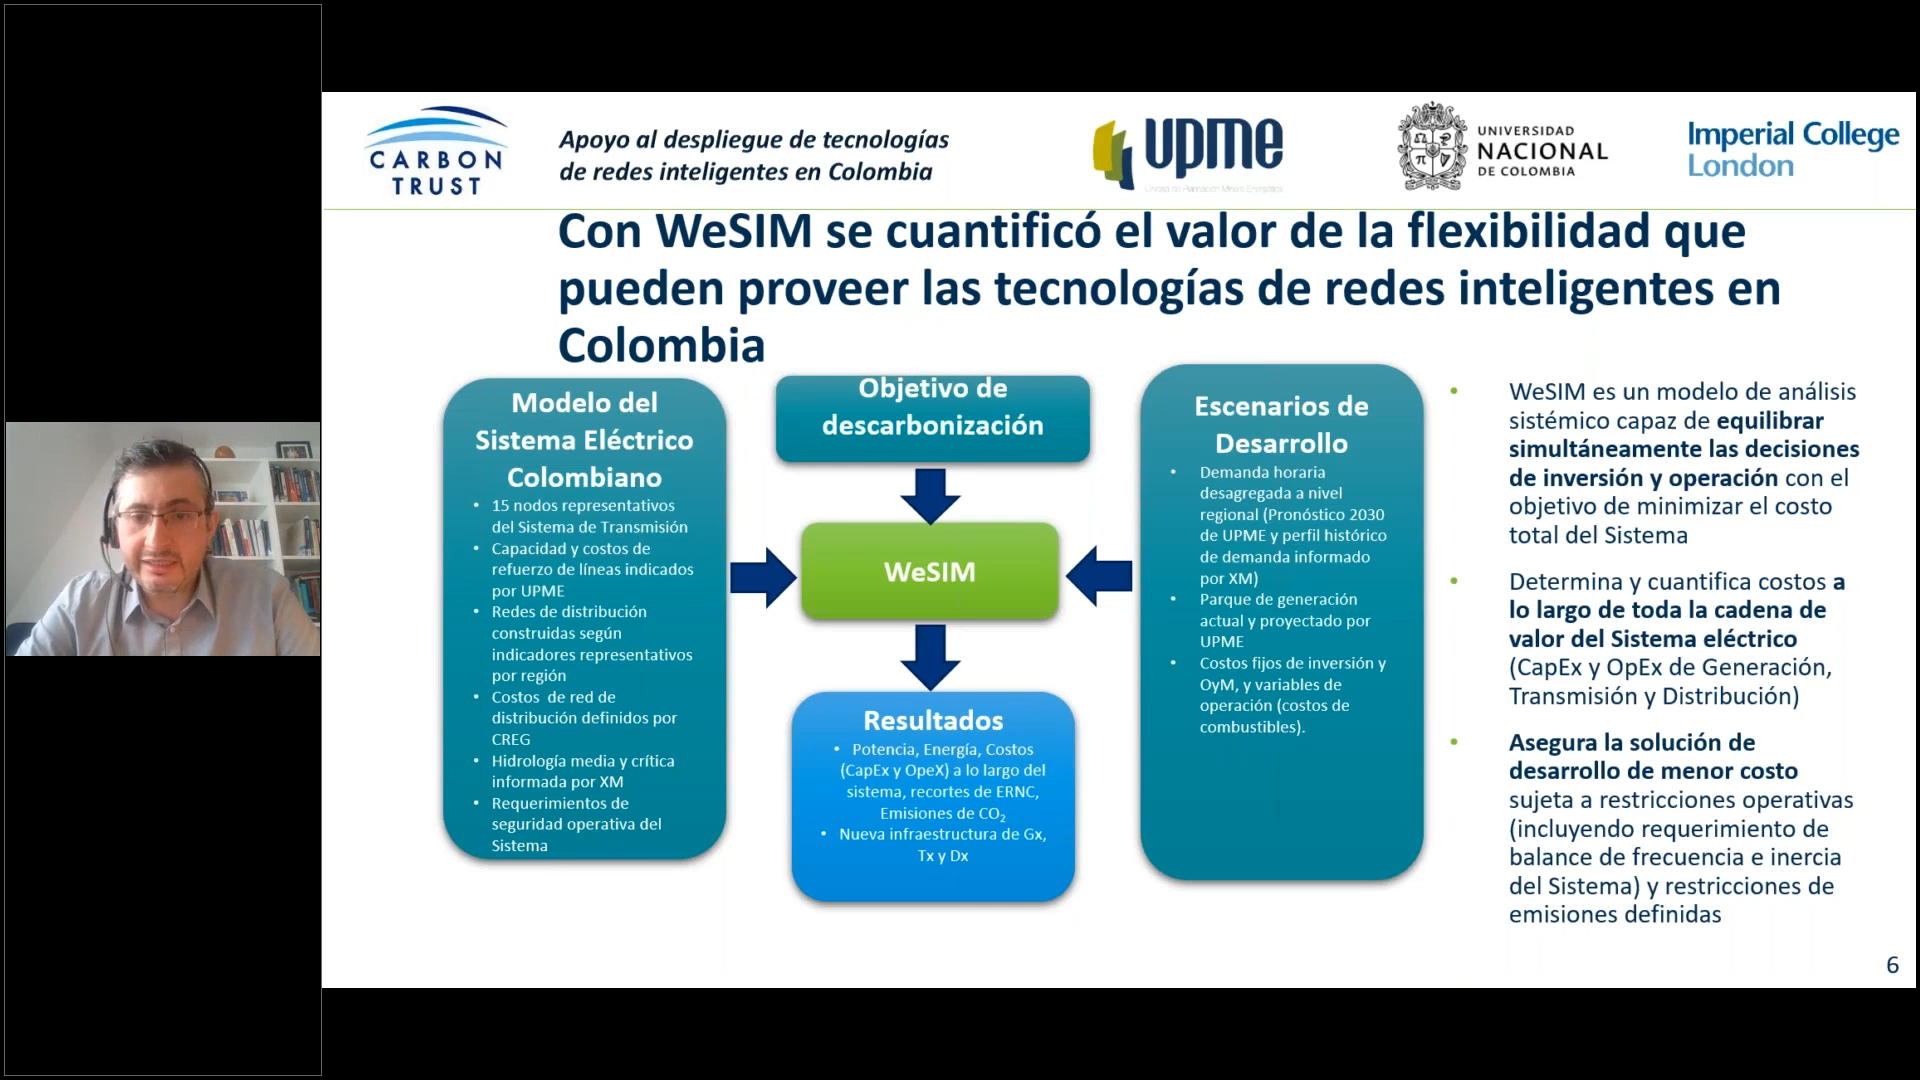 CARBON
TRUST
Apoyo al despliegue de tecnologías
de redes inteligentes en Colombia
upme
UNIVERSIDAD
NACIONAL
DE COLOMBIA
Imperial College
London
Con WeSIM se cuantificó el valor de la flexibilidad que
pueden proveer las tecnologías de redes inteligentes en
Colombia
Modelo del
Sistema Eléctrico
Colombiano
• 15 nodos representativos
del Sistema de Transmisión
• Capacidad y costos de
refuerzo de líneas indicados
por UPME
• Redes de distribución
construidas según
indicadores representativos
por región
• Costos de red de
distribución definidos por
CREG
• Hidrología media y crítica
informada por XM
• Requerimientos de
seguridad operativa del
Sistema
Objetivo de
descarbonización
WeSIM
Resultados
• Potencia, Energía, Costos
(CapEx y OpeX) a lo largo del
sistema, recortes de ERNC,
Emisiones de CO₂
• Nueva infraestructura de Gx,
Tx y Dx
Escenarios de
Desarrollo
• Demanda horaria
desagregada a nivel
regional (Pronóstico 2030
de UPME y perfil histórico
de demanda informado
por XM)
• Parque de generación
actual y proyectado por
UPME
• Costos fijos de inversión y
OyM, y variables de
operación (costos de
combustibles).
• WeSIM es un modelo de análisis
sistémico capaz de equilibrar
simultáneamente las decisiones
de inversión y operación con el
objetivo de minimizar el costo
total del Sistema
• Determina y cuantifica costos a
lo largo de toda la cadena de
valor del Sistema eléctrico
(CapEx y OpEx de Generación,
Transmisión y Distribución)
• Asegura la solución de
desarrollo de menor costo
sujeta a restricciones operativas
(incluyendo requerimiento de
balance de frecuencia e inercia
del Sistema) y restricciones de
emisiones definidas
6